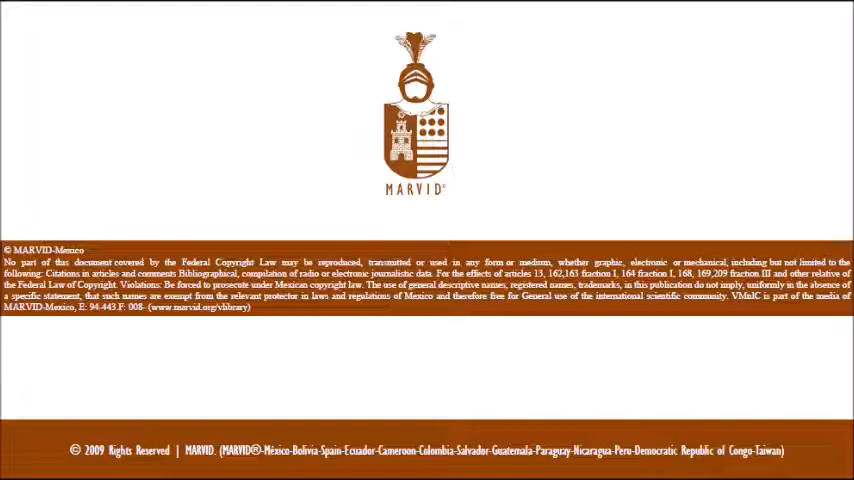 MARVID®
© MARVID-Mexico
No part of this document covered by the Federal Copyright Law may be reproduced, transmitted or used in any form or medium, whether graphic, electronic or mechanical, including but not limited to the
following: Citations in articles and comments Bibliographical, compilation of radio or electronic journalistic data. For the effects of articles 13, 162,163 fraction I, 164 fraction I, 168, 169,209 fraction III and other relative of
the Federal Law of Copyright. Violations: Be forced to prosecute under Mexican copyright law. The use of general descriptive names, registered names, trademarks, in this publication do not imply, uniformly in the absence of
a specific statement, that such names are exempt from the relevant protector in laws and regulations of Mexico and therefore free for General use of the international scientific community. VMnIC is part of the media of
MARVID-Mexico, E: 94-443.F: 008- (www.marvid.org/vlibrary)
© 2009 Rights Reserved | MARVID. (MARVID®-México-Bolivia-Spain-Ecuador-Cameroon-Colombia-Salvador-Guatemala-Paraguay-Nicaragua-Peru-Democratic Republic of Congo-Taiwan)